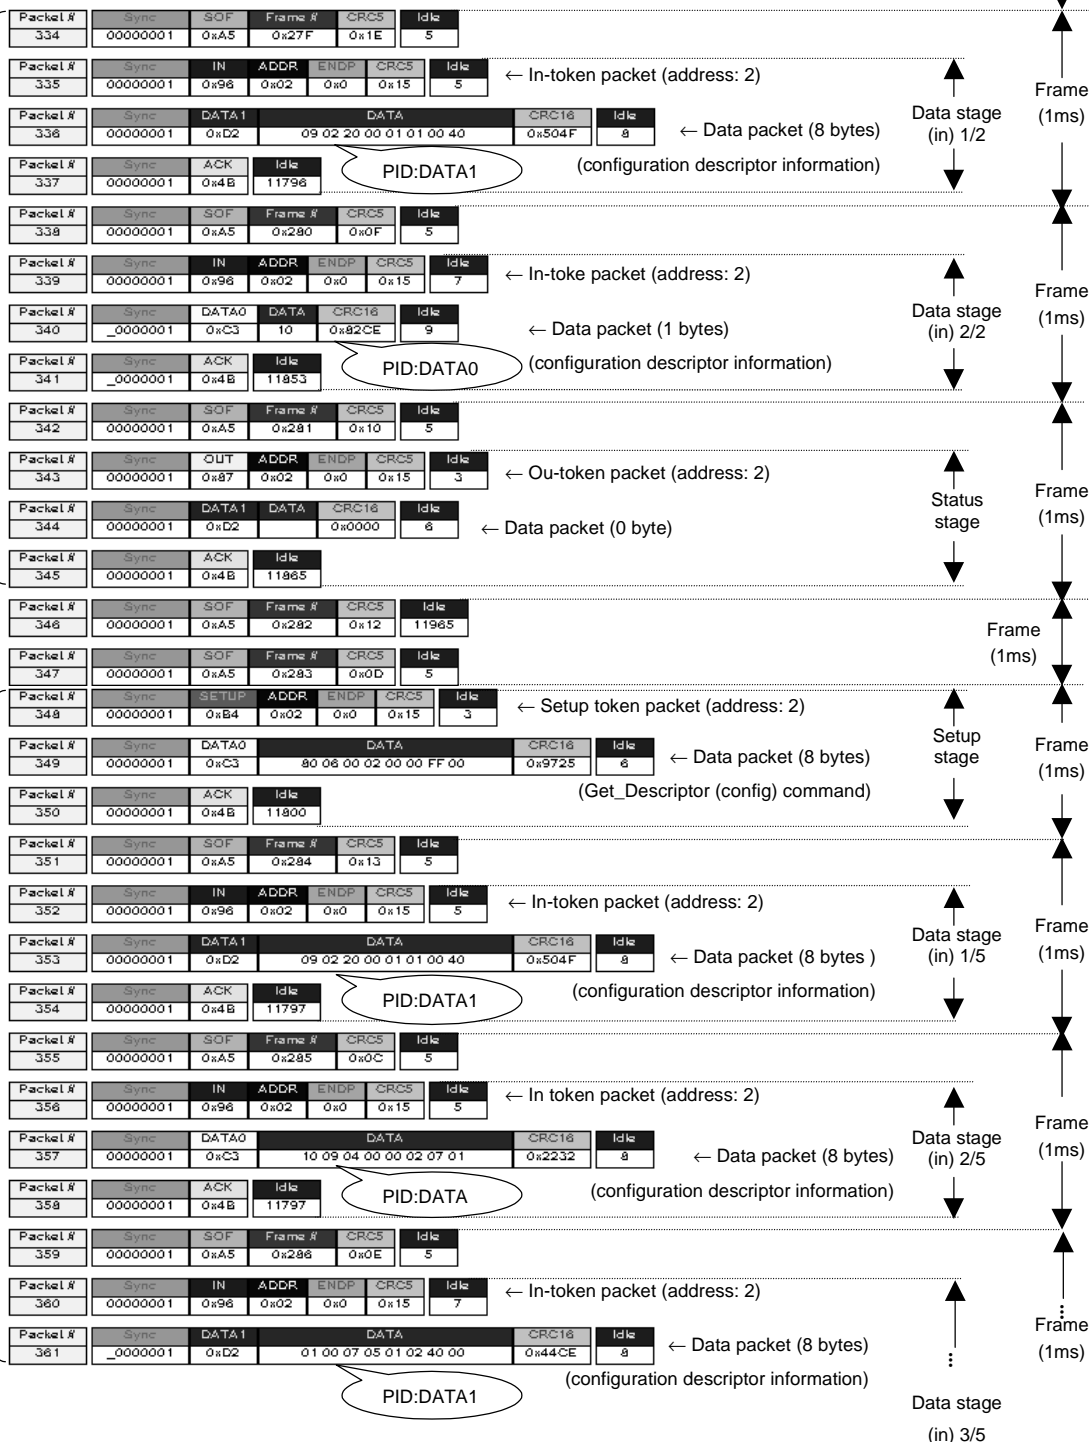 Packet # Sync SOF Frame # CRC5 Idle
334 00000001 0xA5 0x27F 0x1E 5
Packet # Sync IN ADDR ENDP CRC5 Idle
335 00000001 0x96 0x02 0x0 0x15 5
← In-token packet (address: 2)
Packet # Sync DATA1 DATA CRC16 Idle
336 00000001 0xD2 09 02 20 00 01 01 00 40 0x504F 8
← Data packet (8 bytes)
(configuration descriptor information)
PID:DATA1
Data stage
(in) 1/2
Frame
(1ms)
Packet # Sync ACK Idle
337 00000001 0x4B 11796
Packet # Sync SOF Frame # CRC5 Idle
338 00000001 0xA5 0x280 0x0F 5
Packet # Sync IN ADDR ENDP CRC5 Idle
339 00000001 0x96 0x02 0x0 0x15 7
← In-toke packet (address: 2)
Packet # Sync DATA0 DATA CRC16 Idle
340 _0000001 0xC3 10 0x82CE 9
← Data packet (1 bytes)
(configuration descriptor information)
PID:DATA0
Data stage
(in) 2/2
Frame
(1ms)
Packet # Sync ACK Idle
341 _0000001 0x4B 11853
Packet # Sync SOF Frame # CRC5 Idle
342 00000001 0xA5 0x281 0x10 5
Packet # Sync OUT ADDR ENDP CRC5 Idle
343 00000001 0x87 0x02 0x0 0x15 3
← Ou-token packet (address: 2)
Packet # Sync DATA1 DATA CRC16 Idle
344 00000001 0xD2 0x0000 6
← Data packet (0 byte)
Status
stage
Frame
(1ms)
Packet # Sync ACK Idle
345 00000001 0x4B 11865
Packet # Sync SOF Frame # CRC5 Idle
346 00000001 0xA5 0x282 0x12 11965
Frame
(1ms)
Packet # Sync SOF Frame # CRC5 Idle
347 00000001 0xA5 0x283 0x0D 5
Packet # Sync SETUP ADDR ENDP CRC5 Idle
348 00000001 0xB4 0x02 0x0 0x15 3
← Setup token packet (address: 2)
Packet # Sync DATA0 DATA CRC16 Idle
349 00000001 0xC3 80 06 00 02 00 00 FF 00 0x9725 6
← Data packet (8 bytes)
(Get_Descriptor (config) command)
Setup
stage
Frame
(1ms)
Packet # Sync ACK Idle
350 00000001 0x4B 11800
Packet # Sync SOF Frame # CRC5 Idle
351 00000001 0xA5 0x284 0x13 5
Packet # Sync IN ADDR ENDP CRC5 Idle
352 00000001 0x96 0x02 0x0 0x15 5
← In-token packet (address: 2)
Packet # Sync DATA1 DATA CRC16 Idle
353 00000001 0xD2 09 02 20 00 01 01 00 40 0x504F 8
← Data packet (8 bytes )
(configuration descriptor information)
PID:DATA1
Data stage
(in) 1/5
Frame
(1ms)
Packet # Sync ACK Idle
354 00000001 0x4B 11797
Packet # Sync SOF Frame # CRC5 Idle
355 00000001 0xA5 0x285 0x0C 5
Packet # Sync IN ADDR ENDP CRC5 Idle
356 00000001 0x96 0x02 0x0 0x15 5
← In token packet (address: 2)
Packet # Sync DATA0 DATA CRC16 Idle
357 00000001 0xC3 10 09 04 00 00 02 07 01 0x2232 8
← Data packet (8 bytes)
(configuration descriptor information)
PID:DATA
Data stage
(in) 2/5
Frame
(1ms)
Packet # Sync ACK Idle
358 00000001 0x4B 11797
Packet # Sync SOF Frame # CRC5 Idle
359 00000001 0xA5 0x286 0x0E 5
Packet # Sync IN ADDR ENDP CRC5 Idle
360 00000001 0x96 0x02 0x0 0x15 7
← In-token packet (address: 2)
Packet # Sync DATA1 DATA CRC16 Idle
361 _0000001 0xD2 01 00 07 05 01 02 40 00 0x44CE 8
← Data packet (8 bytes)
(configuration descriptor information)
PID:DATA1
...
Data stage
(in) 3/5
...
Frame
(1ms)